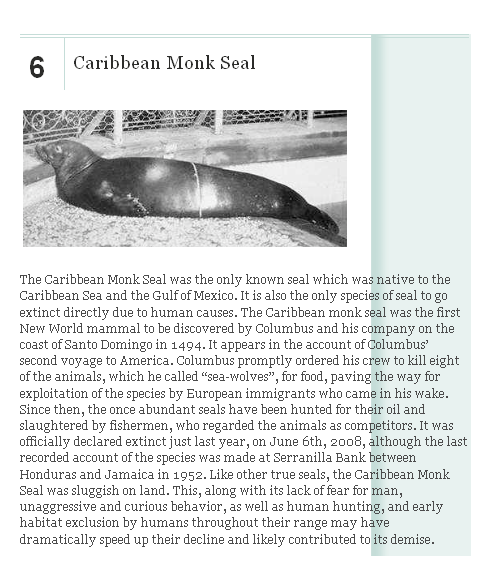 6
Caribbean Monk Seal
The Caribbean Monk Seal was the only known seal which was native to the
Caribbean Sea and the Gulf of Mexico. It is also the only species of seal to go
extinct directly due to human causes. The Caribbean monk seal was the first
New World mammal to be discovered by Columbus and his company on the
coast of Santo Domingo in 1494. It appears in the account of Columbus'
second voyage to America. Columbus promptly ordered his crew to kill eight
of the animals, which he called “sea-wolves”, for food, paving the way for
exploitation of the species by European immigrants who came in his wake.
Since then, the once abundant seals have been hunted for their oil and
slaughtered by fishermen, who regarded the animals as competitors. It was
officially declared extinct just last year, on June 6th, 2008, although the last
recorded account of the species was made at Serranilla Bank between
Honduras and Jamaica in 1952. Like other true seals, the Caribbean Monk
Seal was sluggish on land. This, along with its lack of fear for man,
unaggressive and curious behavior, as well as human hunting, and early
habitat exclusion by humans throughout their range may have
dramatically speed up their decline and likely contributed to its demise.